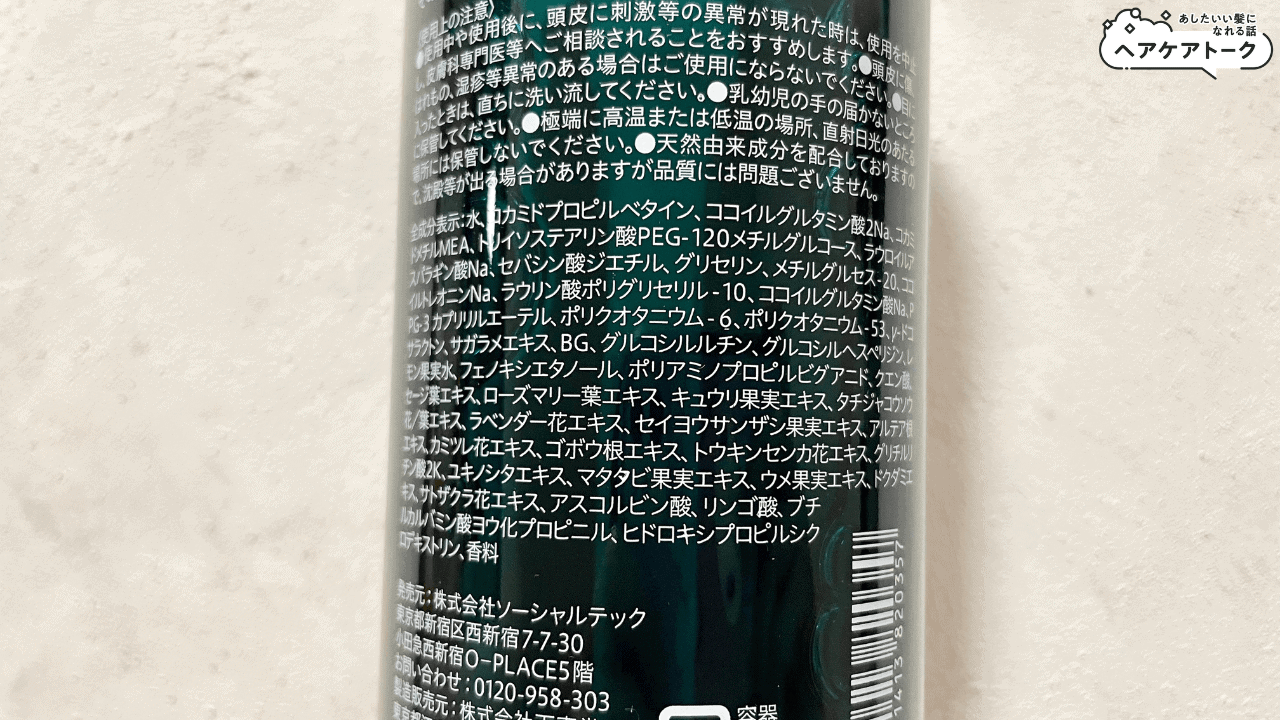 あしたいい髪に
なれる話
ヘアケアトーク
使用上の注意〉
●使用中や使用後に、頭皮に刺激等の異常が現れた時は、使用を中止
し、皮膚科専門医等へご相談されることをおすすめします。●頭皮に傷、
はれもの、湿疹等異常のある場合はご使用にならないでください。●目に
入ったときは、直ちに洗い流してください。●乳幼児の手の届かないところ
に保管してください。●極端に高温または低温の場所、直射日光のあたる
場所には保管しないでください。●天然由来成分を配合しておりますの
で、沈殿等が出る場合がありますが品質には問題ございません。
全成分表示:水、コカミドプロピルベタイン、ココイルグルタミン酸2Na、コカミ
ドメチルMEA、トリイソステアリン酸PEG-120メチルグルコース、ラウロイルア
スパラギン酸Na、セバシン酸ジエチル、グリセリン、メチルグルセス-20、ココ
イルトレオニンNa、ラウリン酸ポリグリセリル-10、ココイルグルタミン酸Na、P
PG-3カプリリルエーテル、ポリクオタニウム-6、ポリクオタニウム-53、γ-ドコ
サラクトン、サガラメエキス、BG、グルコシルルチン、グルコシルヘスペリジン、レ
モン果実水、フェノキシエタノール、ポリアミノプロピルビグアニド、クエン酸、
セージ葉エキス、ローズマリー葉エキス、キュウリ果実エキス、タチジャコウソウ
花／葉エキス、ラベンダー花エキス、セイヨウサンザシ果実エキス、アルテア根
エキス、カミツレ花エキス、ゴボウ根エキス、トウキンセンカ花エキス、グリチルリ
チン酸2K、ユキノシタエキス、マタタビ果実エキス、ウメ果実エキス、ドクダミエ
キス、サトザクラ花エキス、アスコルビン酸、リンゴ酸、ブチ
ルカルバミン酸ヨウ化プロピニル、ヒドロキシプロピルシク
ロデキストリン、香料
発売元:株式会社ソーシャルテック
東京都新宿区西新宿7-7-30
小田急西新宿O-PLACE5階
お問い合わせ:0120-958-303
製造販売元:株式会社
東京都
容器
1413 820357